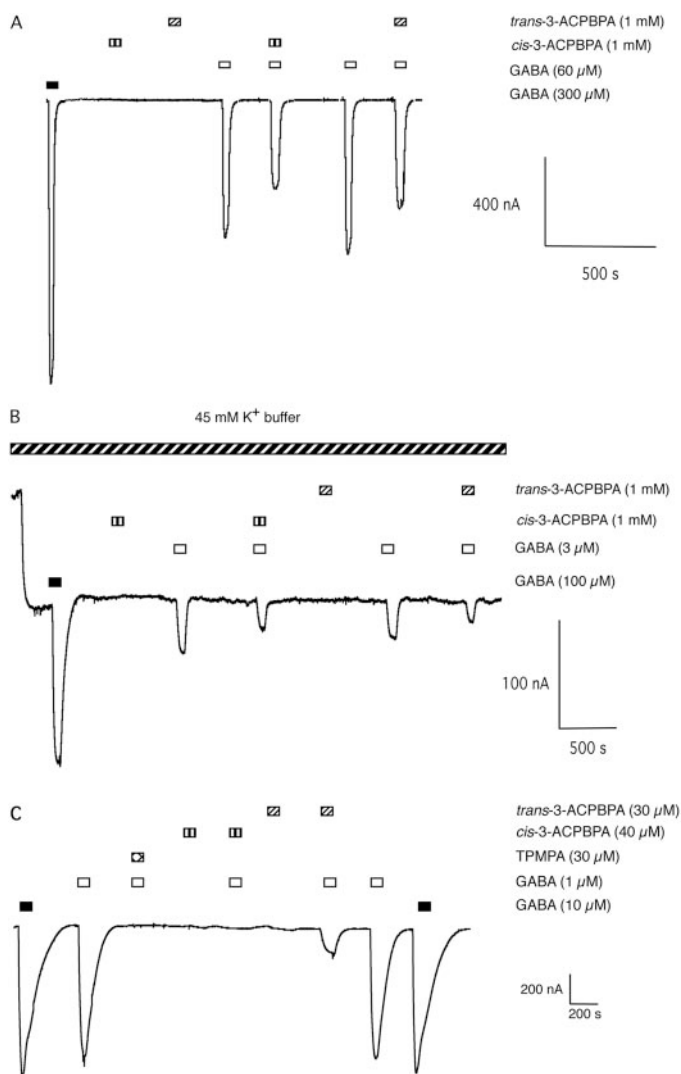 A
trans-3-ACPBPA (1 mM)
cis-3-ACPBPA (1 mM)
GABA (60 µM)
GABA (300 µM)
400 nA
500 s
B
45 mM K+ buffer
trans-3-ACPBPA (1 mM)
cis-3-ACPBPA (1 mM)
GABA (3 µM)
GABA (100 µM)
100 nA
500 s
C
trans-3-ACPBPA (30 µM)
cis-3-ACPBPA (40 µM)
TPMPA (30 µM)
GABA (1 µM)
GABA (10 µM)
200 nA
200 s